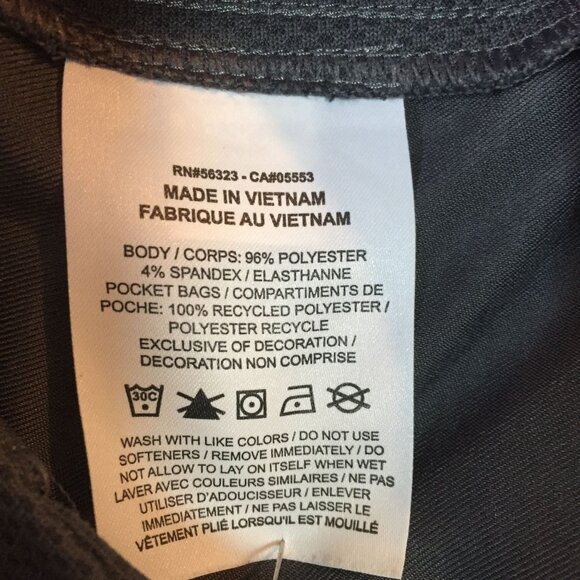 RN#56323 - CA#05553
MADE IN VIETNAM
FABRIQUE AU VIETNAM
BODY / CORPS: 96% POLYESTER
4% SPANDEX / ELASTHANNE
POCKET BAGS / COMPARTIMENTS DE
POCHE: 100% RECYCLED POLYESTER /
POLYESTER RECYCLE
EXCLUSIVE OF DECORATION /
DECORATION NON COMPRISE
30C
WASH WITH LIKE COLORS / DO NOT USE
SOFTENERS / REMOVE IMMEDIATELY / DO
NOT ALLOW TO LAY ON ITSELF WHEN WET
LAVER AVEC COULEURS SIMILAIRES / NE PAS
UTILISER D'ADOUCISSEUR / ENLEVER
IMMEDIATEMENT / NE PAS LAISSER LE
VÊTEMENT PLIÉ LORSQU'IL EST MOUILLÉ